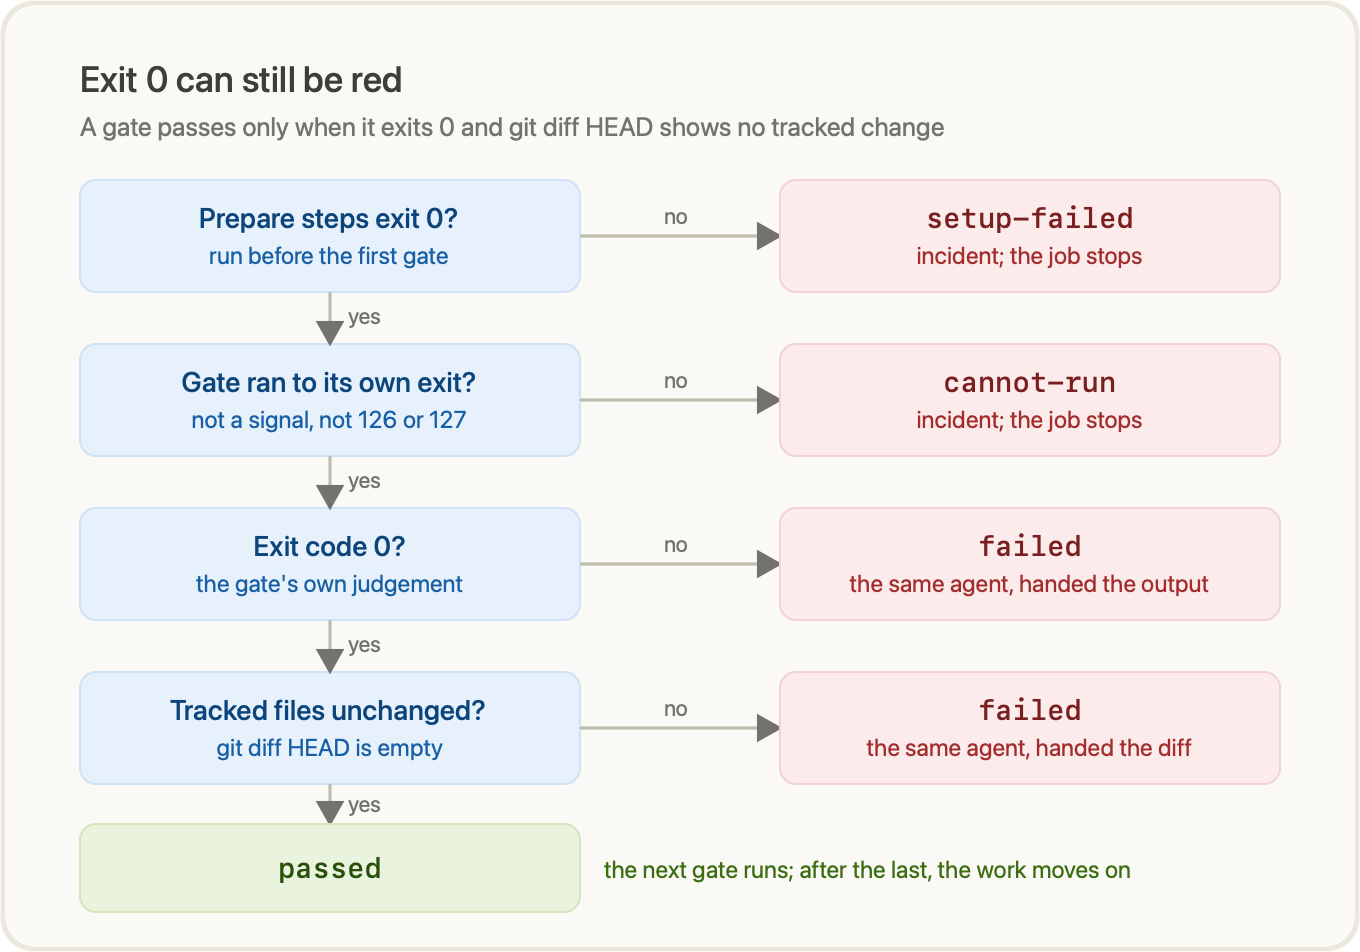 Exit 0 can still be red
A gate passes only when it exits 0 and git diff HEAD shows no tracked change
Prepare steps exit 0?
run before the first gate
no
setup-failed
incident; the job stops
yes
Gate ran to its own exit?
not a signal, not 126 or 127
no
cannot-run
incident; the job stops
yes
Exit code 0?
the gate's own judgement
no
failed
the same agent, handed the output
yes
Tracked files unchanged?
git diff HEAD is empty
no
failed
the same agent, handed the diff
yes
passed
the next gate runs; after the last, the work moves on